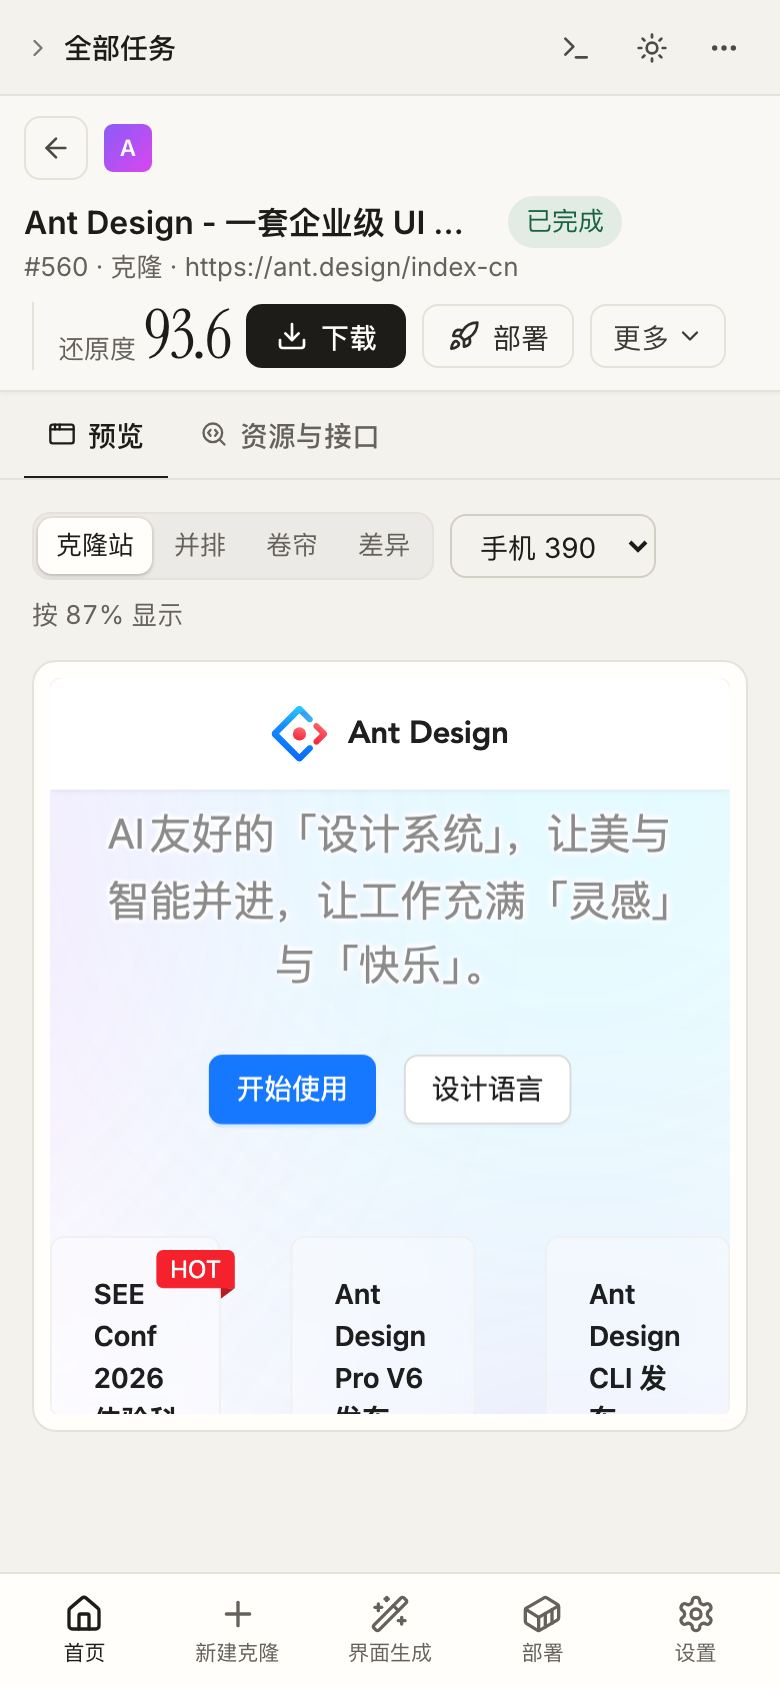 全部任务
A
Ant Design - 一套企业级 UI ...
已完成
#560 · 克隆 · https://ant.design/index-cn
还原度 93.6
下载
部署
更多
预览
资源与接口
克隆站
并排
卷帘
差异
手机 390
按 87% 显示
Ant Design
AI 友好的「设计系统」，让美与
智能并进，让工作充满「灵感」
与「快乐」。
开始使用
设计语言
HOT
SEE
Conf
2026
Ant
Design
Pro V6
发布
Ant
Design
CLI 发
布
首页
新建克隆
界面生成
部署
设置